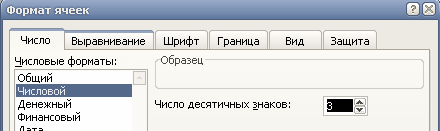 Формат ячеек
Число Выравнивание Шрифт Граница Вид Защита
Числовые форматы:
Образец
Общий
Числовой
Число десятичных знаков: 3
Денежный
Финансовый
Дата